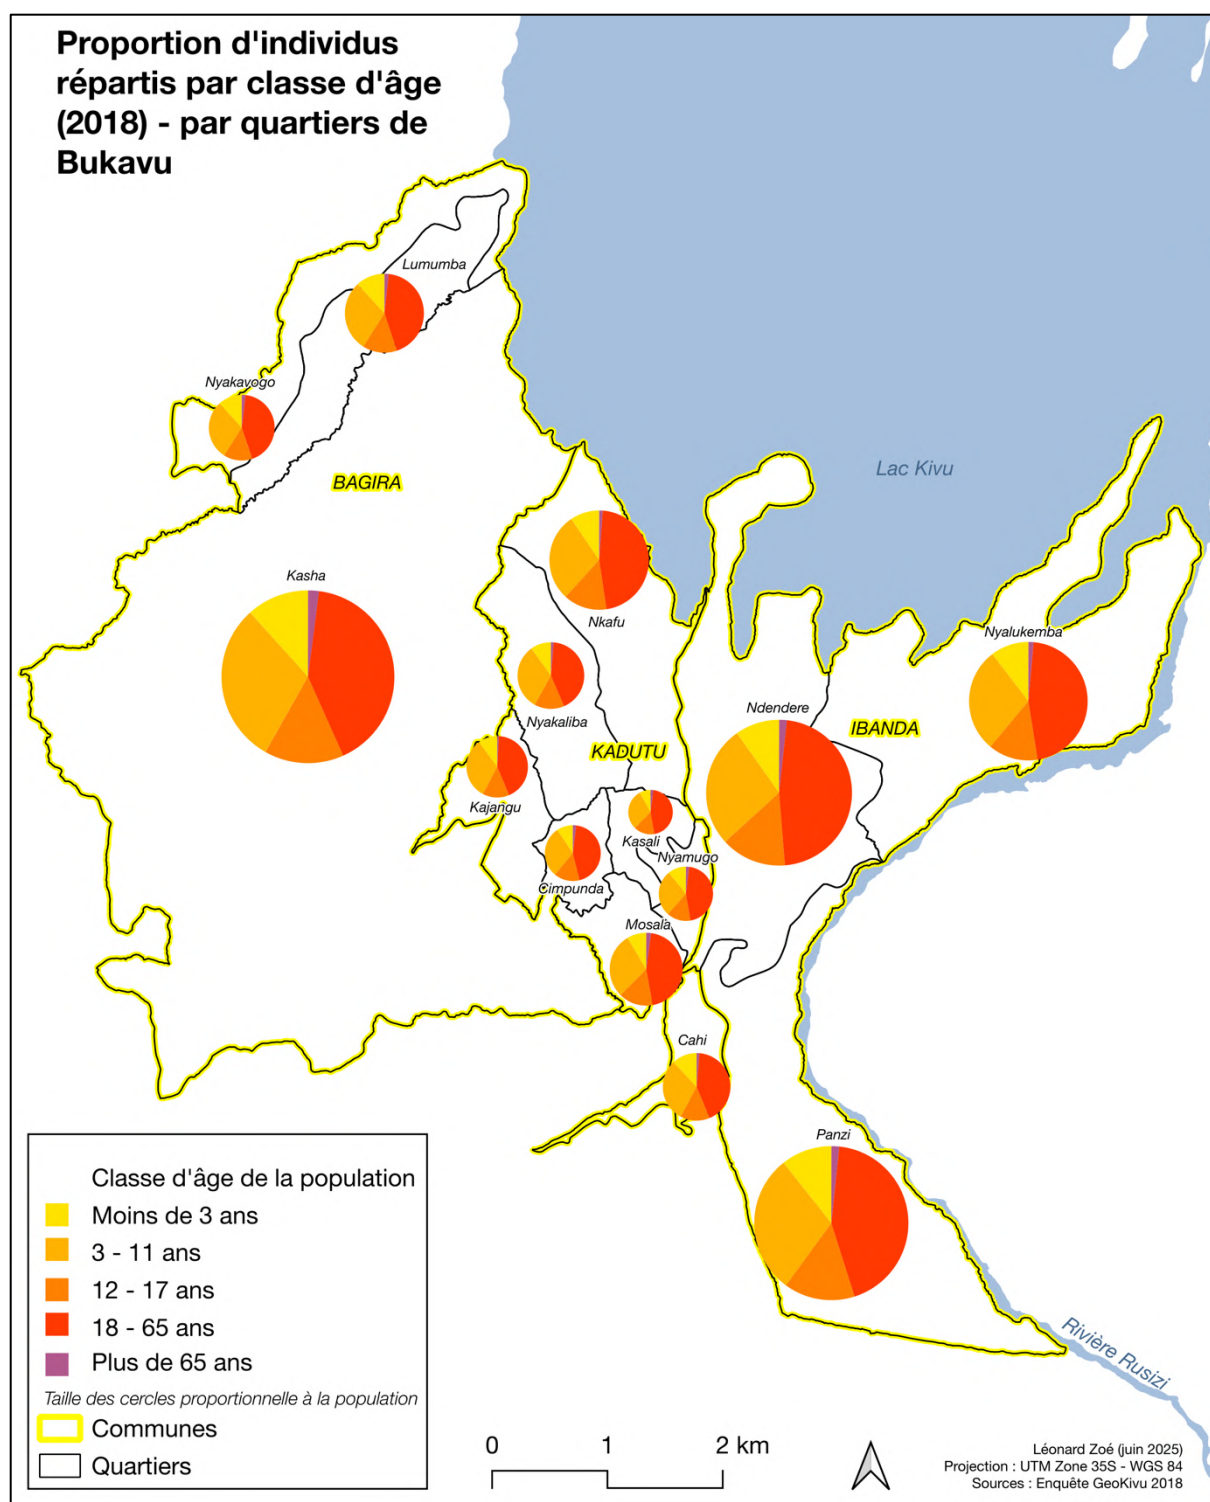 Proportion d'individus
répartis par classe d'âge
(2018) - par quartiers de
Bukavu
Lumumba
Nyakavogo
BAGIRA
Lac Kivu
Kasha
Nkafu
Nyalukemba
Nyakaliba
Ndendere
IBANDA
KADUTU
Kajangu
Kasali
Nyamugo
Cimpunda
Mosala
Cahi
Panzi
Rivière Rusizi
Classe d'âge de la population
Moins de 3 ans
3 - 11 ans
12 - 17 ans
18 - 65 ans
Plus de 65 ans
Taille des cercles proportionnelle à la population
Communes
Quartiers
0 1 2 km
Léonard Zoé (juin 2025)
Projection : UTM Zone 35S - WGS 84
Sources : Enquête GeoKivu 2018